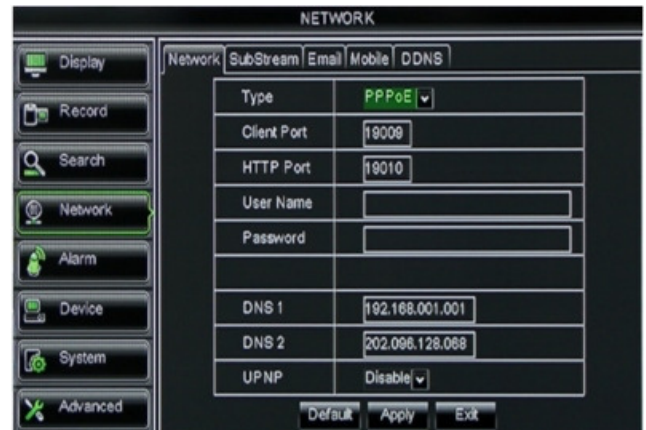 NETWORK
Display
Record
Search
Network
Alarm
Device
System
Advanced
Network SubStream Email Mobile DDNS
Type PPPoE
Client Port 19009
HTTP Port 19010
User Name
Password
DNS 1 192.168.001.001
DNS 2 202.096.128.068
UPNP Disable
Default Apply Exit